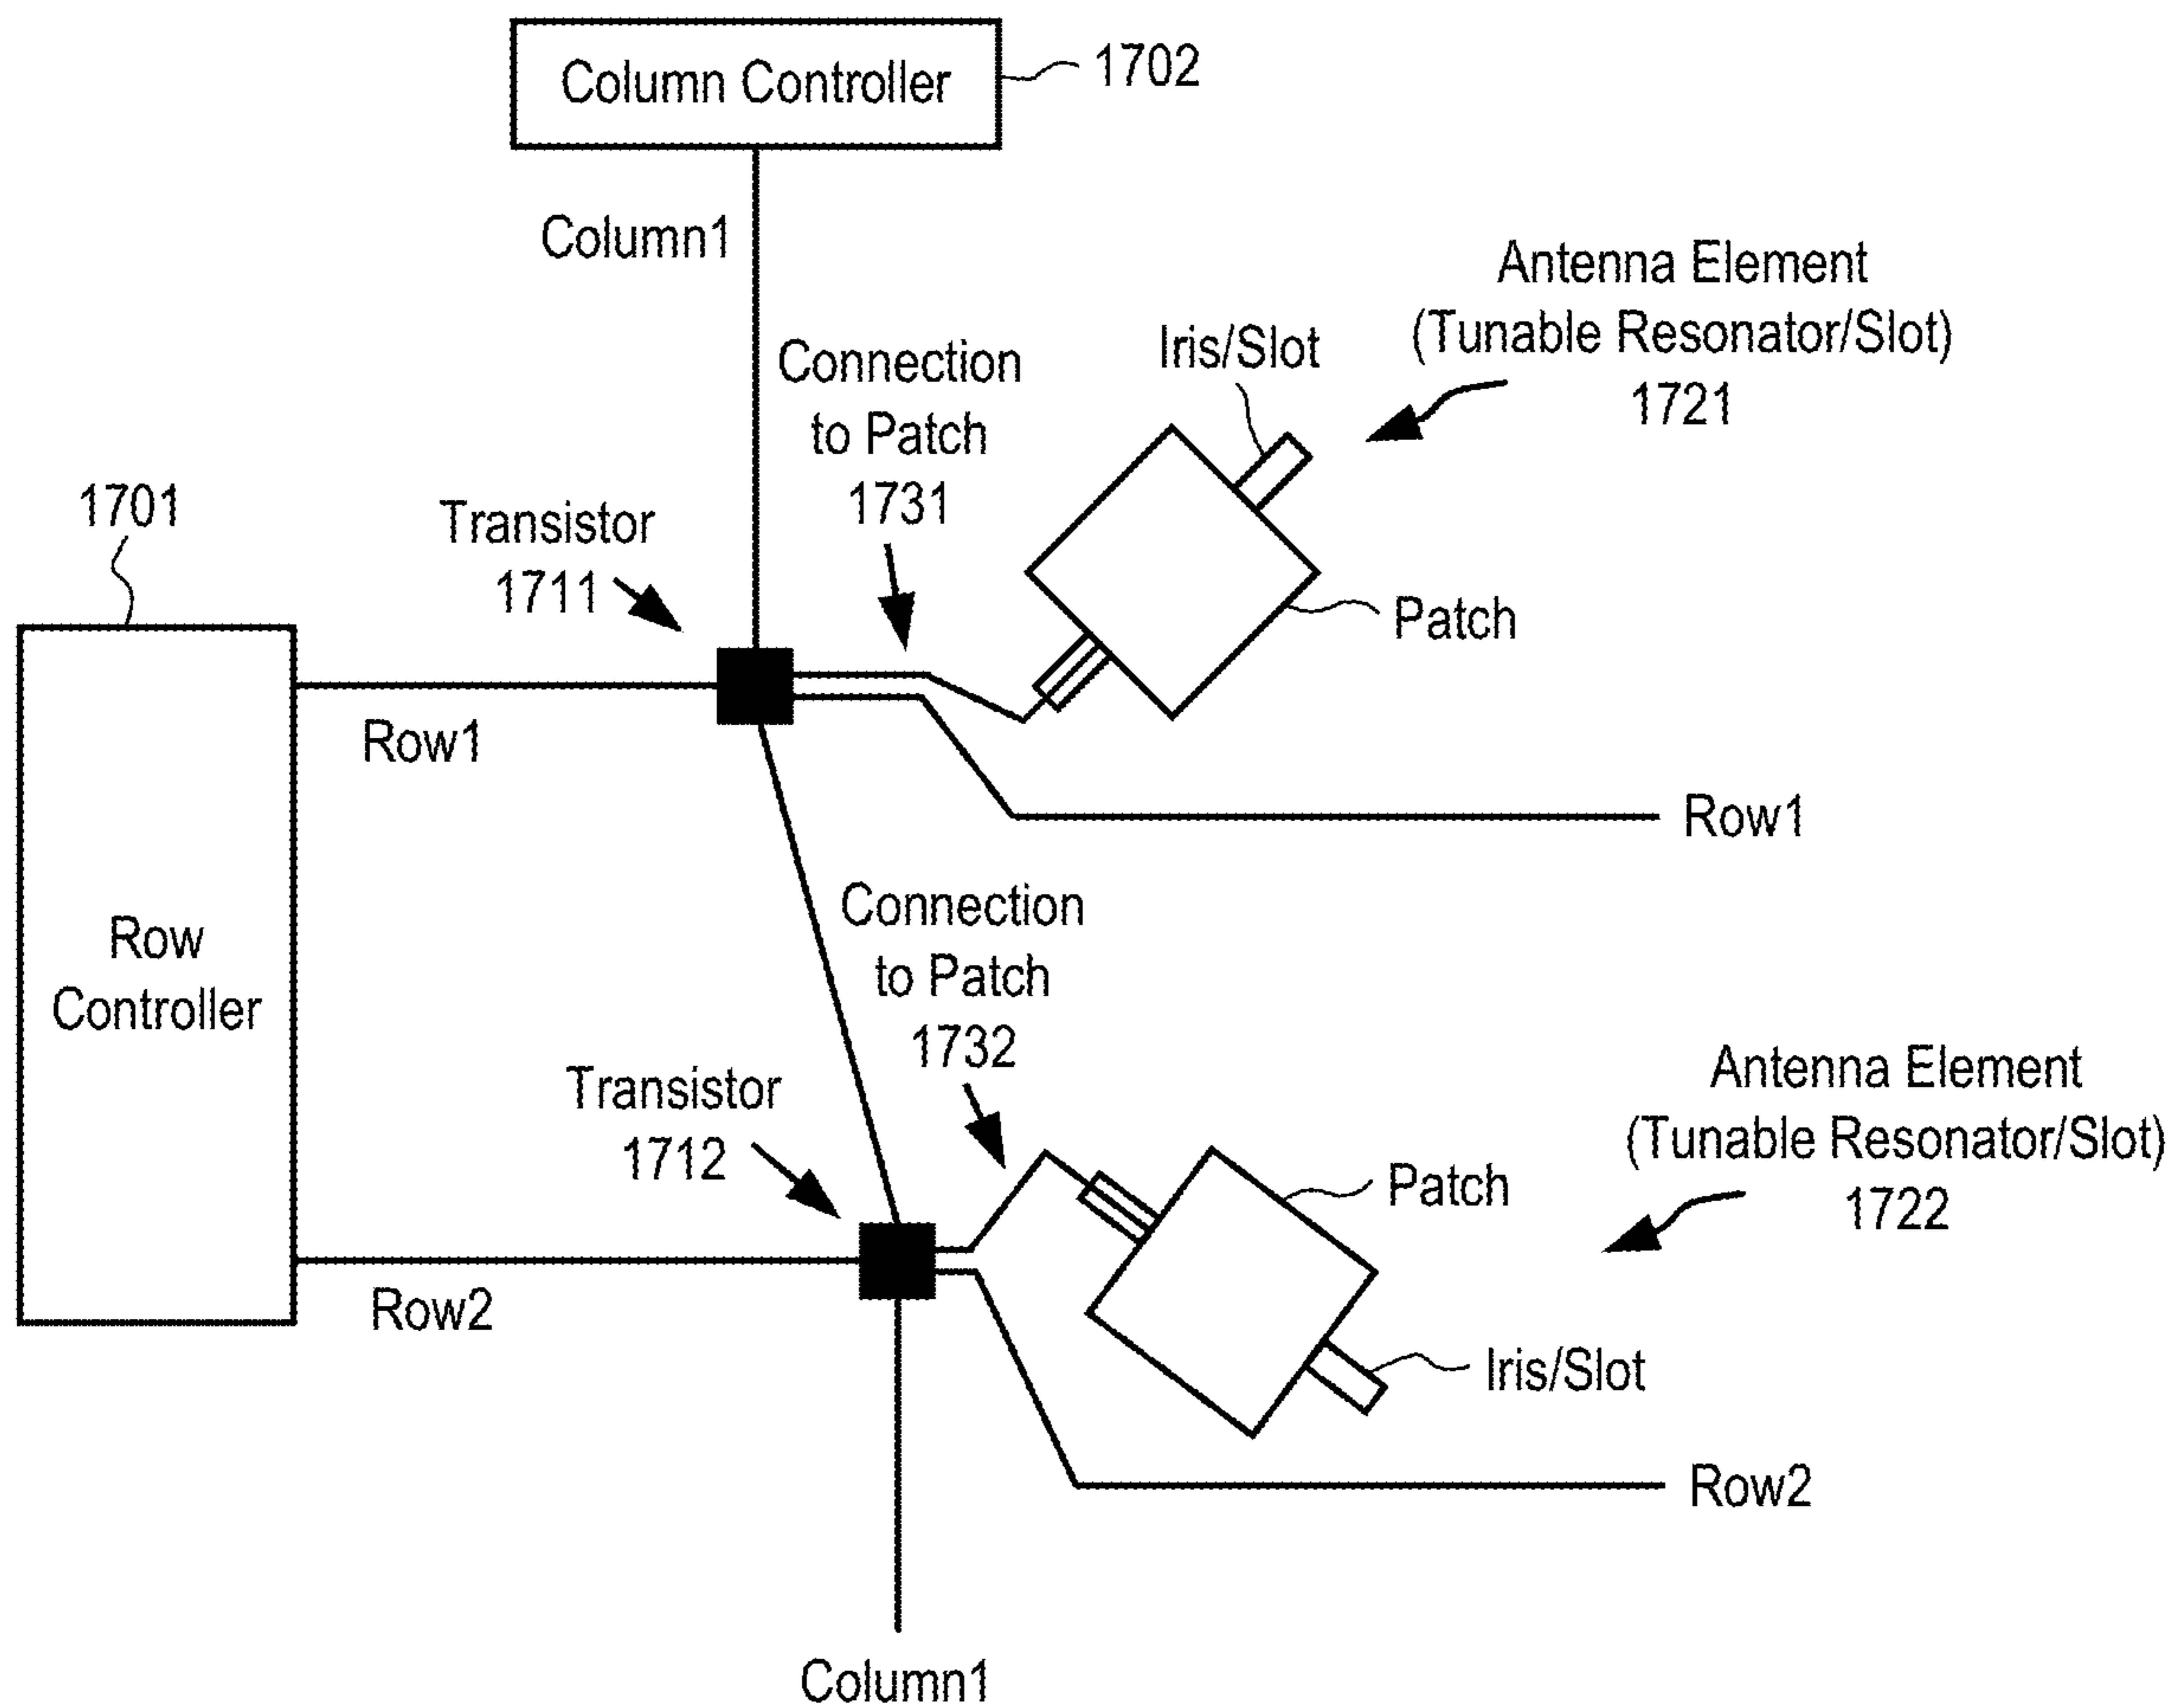 Column Controller
1702
Column1
Antenna Element
(Tunable Resonator/Slot)
1721
Iris/Slot
Connection
to Patch
1731
1701
Transistor
1711
Patch
Row1
Row1
Row
Controller
Connection
to Patch
1732
Transistor
1712
Antenna Element
(Tunable Resonator/Slot)
1722
Patch
Row2
Iris/Slot
Row2
Column1